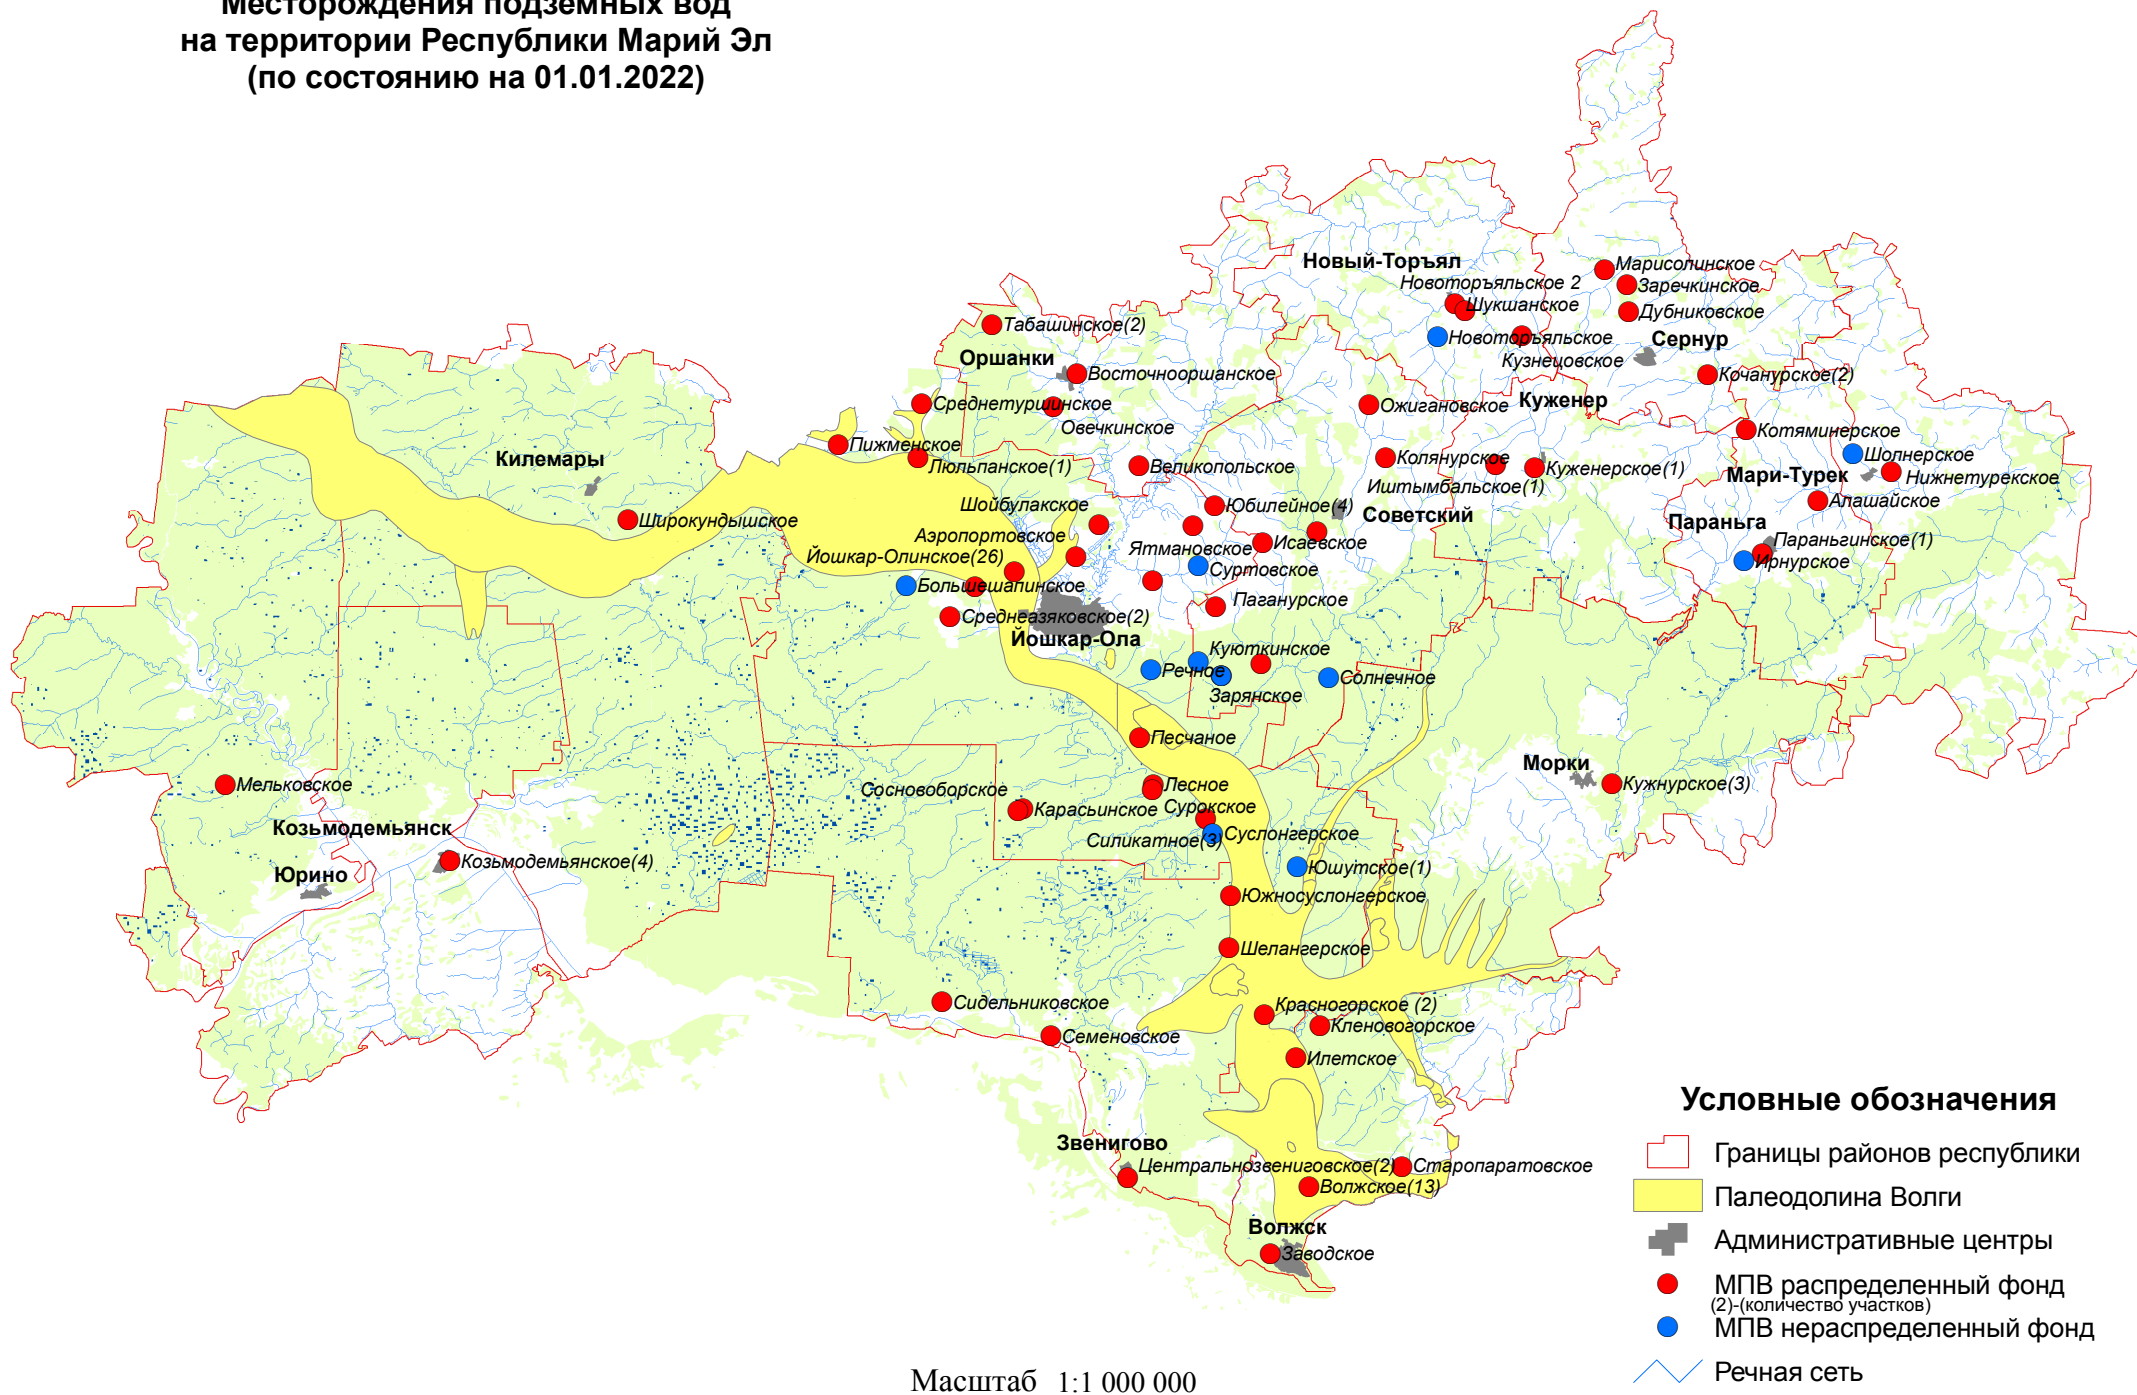 Месторождения подземных вод
на территории Республики Марий Эл
(по состоянию на 01.01.2022)
Новый-Торъял
Марисолинское
Новоторъяльское 2
Заречкинское
Шукшанское
Дубниковское
Табашинское(2)
Новоторъяльское
Сернур
Оршанки
Кузнецовское
Восточнооршанское
Кочанурское(2)
Среднетуршинское
Ожигановское
Куженер
Овечкинское
Котяминерское
Пижменское
Килемары
Люльпанское(1)
Великопольское
Колянурское
Куженерское(1)
Шолнерское
Мари-Турек
Нижнетурекское
Иштымбальское(1)
Шойбулакское
Юбилейное(4)
Алашайское
Советский
Широкундышское
Параньга
Аэропортовское
Ятмановское
Исаевское
Параньгинское(1)
Йошкар-Олинское(26)
Суртовское
Ирнурское
Большешапинское
Паганурское
Среднеазяковское(2)
Йошкар-Ола
Куюткинское
Речное
Солнечное
Зарянское
Песчаное
Морки
Мельковское
Сосновоборское
Лесное
Кужнурское(3)
Карасьинское
Сурокское
Козьмодемьянск
Суслонгерское
Силикатное(3)
Козьмодемьянское(4)
Юшутское(1)
Юрино
Южносуслонгерское
Шелангерское
Сидельниковское
Красногорское (2)
Кленовогорское
Семеновское
Илетское
Звенигово
Центральнозвениговское(2)
Старопаратовское
Волжское(13)
Волжск
Заводское
Условные обозначения
Границы районов республики
Палеодолина Волги
Административные центры
МПВ распределенный фонд
(2)-(количество участков)
МПВ нераспределенный фонд
Речная сеть
Масштаб 1:1 000 000